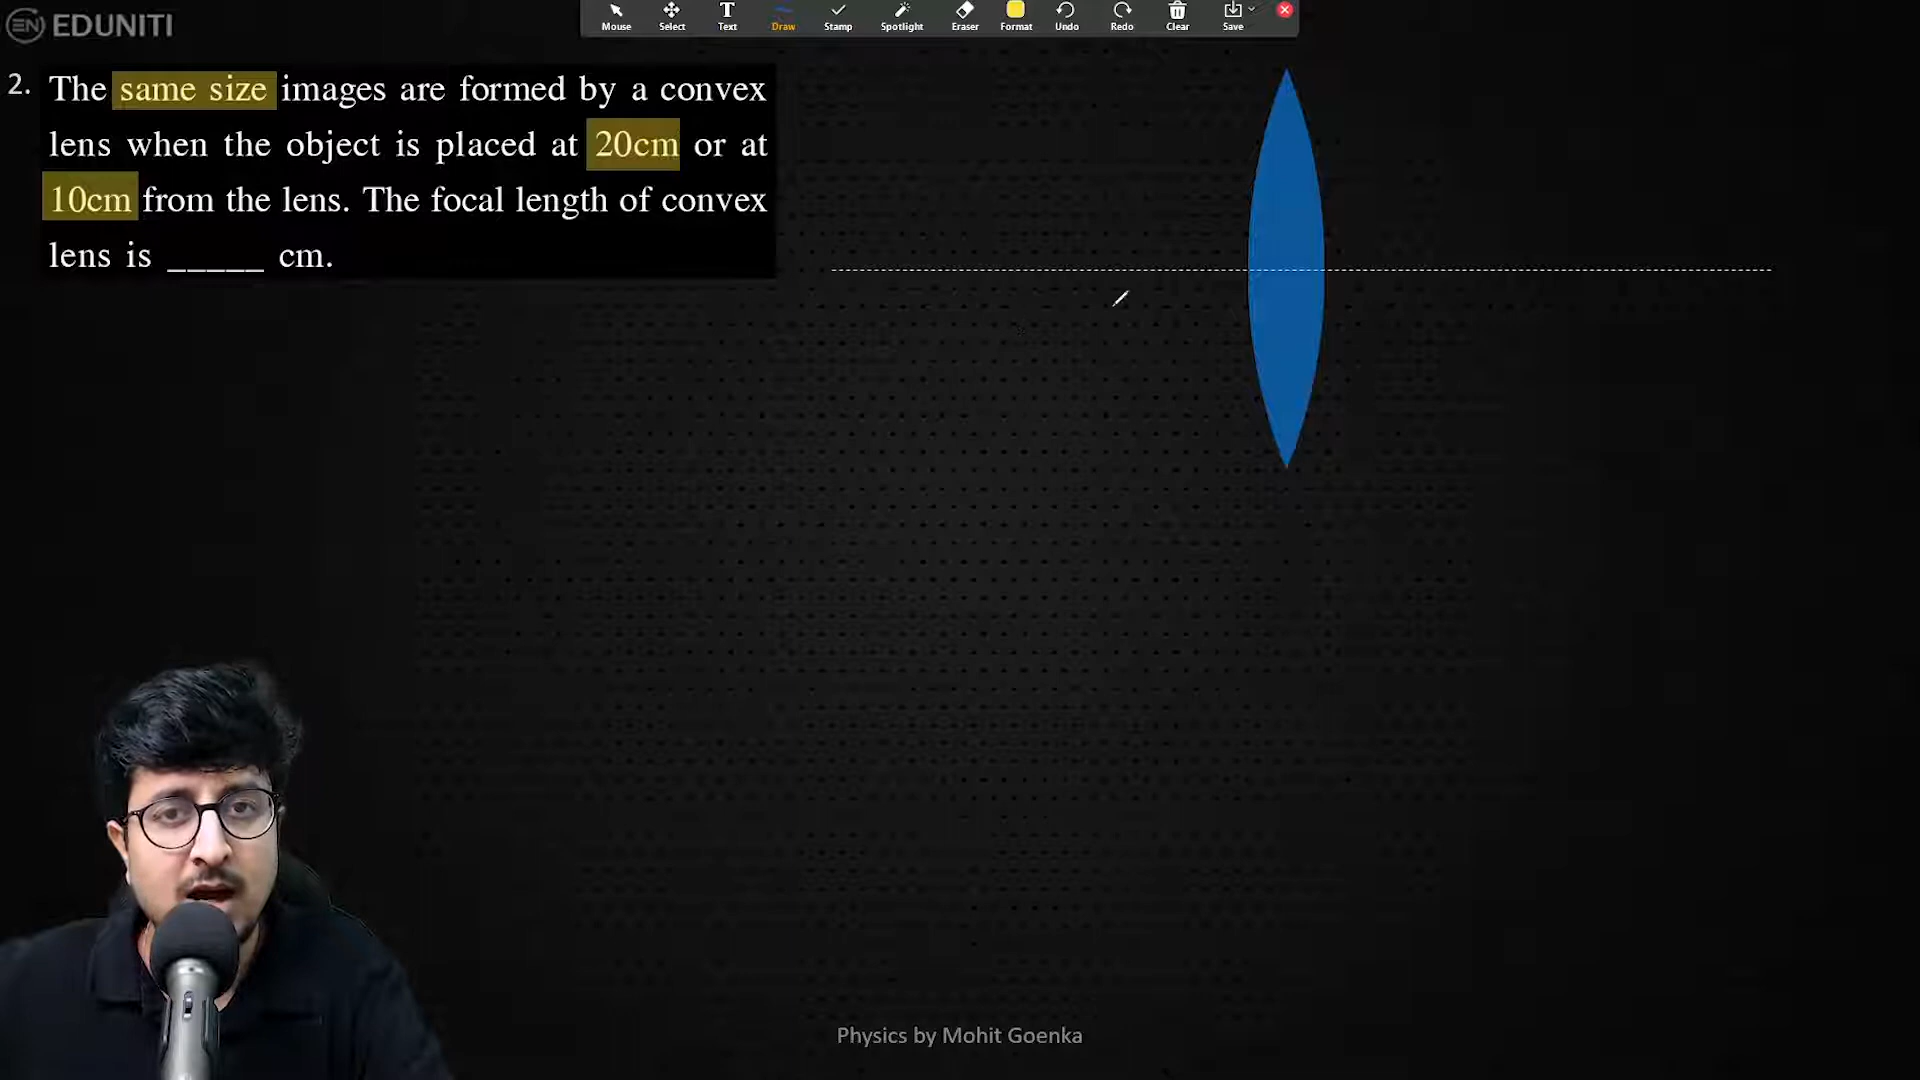 EN EDUNITI
Mouse Select Text Draw Stamp Spotlight Eraser Format Undo Redo Clear Save
2. The same size images are formed by a convex
lens when the object is placed at 20cm or at
10cm from the lens. The focal length of convex
lens is _____ cm.
Physics by Mohit Goenka